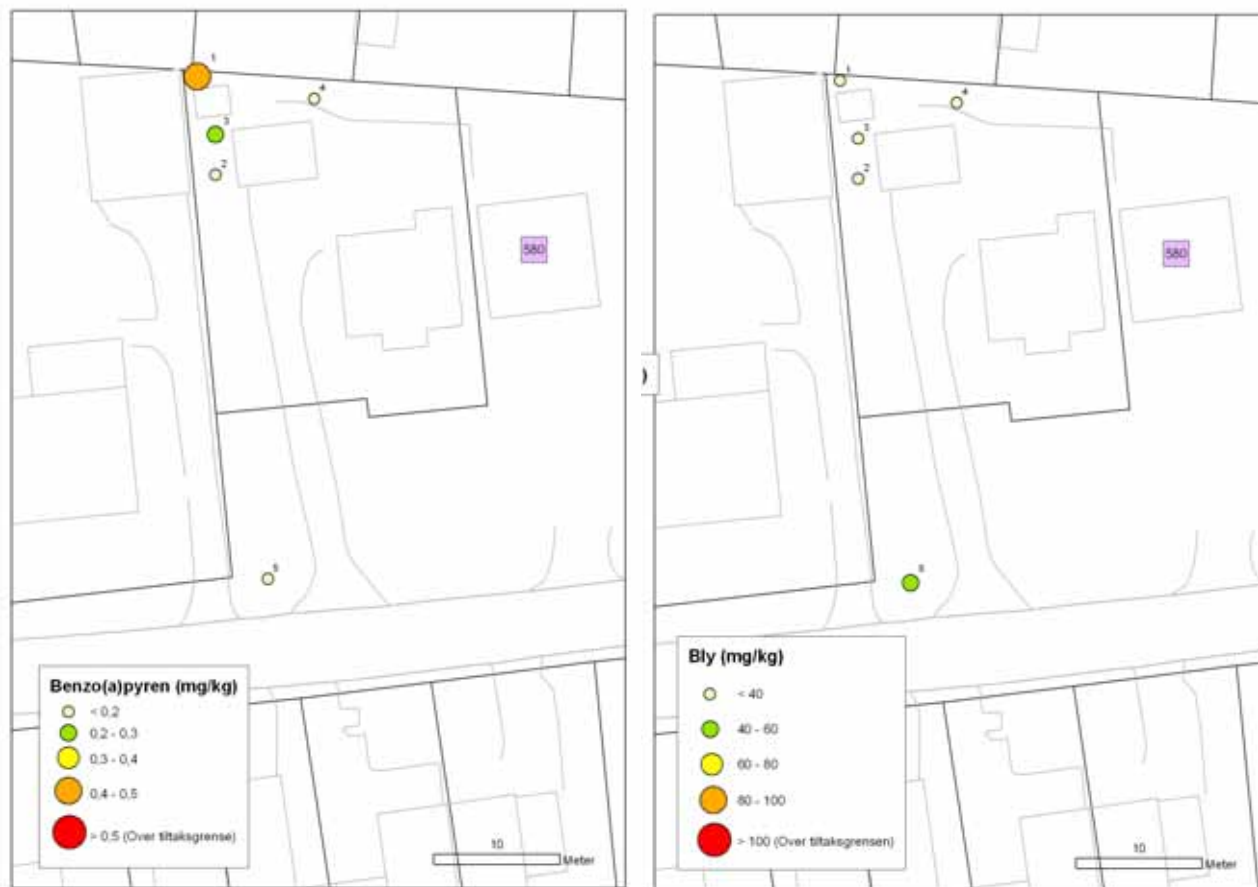 1
4
3
2
580
5
Benzo(a)pyren (mg/kg)
< 0,2
0,2 - 0,3
0,3 - 0,4
0,4 - 0,5
> 0.5 (Over tiltaksgrense)
10
Meter
1
4
3
2
580
)
5
Bly (mg/kg)
< 40
40 - 60
60 - 80
80 - 100
> 100 (Over tiltaksgrensen)
10
Meter